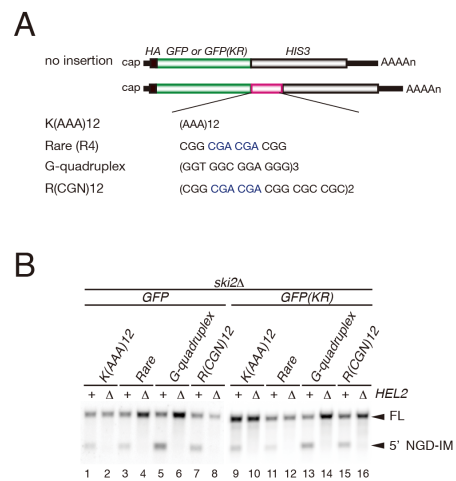 A
HA GFP or GFP(KR) HIS3
no insertion cap AAAAn
cap AAAAn
K(AAA)12 (AAA)12
Rare (R4) CGG CGA CGA CGG
G-quadruplex (GGT GGC GGA GGG)3
R(CGN)12 (CGG CGA CGA CGG CGC CGC)2
B
ski2Δ
GFP GFP(KR)
K(AAA)12 Rare G-quadruplex R(CGN)12 K(AAA)12 Rare G-quadruplex R(CGN)12
+ Δ + Δ + Δ + Δ + Δ + Δ + Δ + Δ HEL2
FL
5' NGD-IM
1 2 3 4 5 6 7 8 9 10 11 12 13 14 15 16